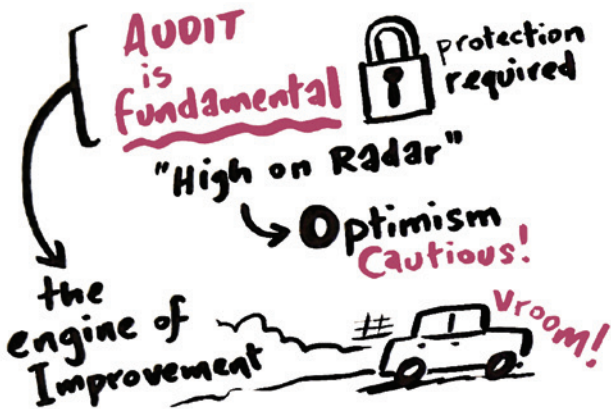 AUDIT
is
fundamental
protection
required
"High on Radar"
Optimism
Cautious!
the
engine of
Improvement
Vroom!